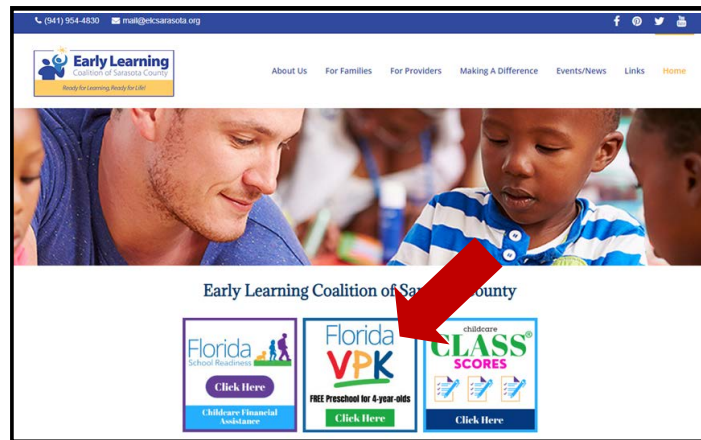 (941) 954-4830 mail@elcsarasota.org
Early Learning
Coalition of Sarasota County
Ready for Learning, Ready for Life!
About Us For Families For Providers Making A Difference Events/News Links Home
Early Learning Coalition of Sa County
Florida
School Readiness
Click Here
Childcare Financial
Assistance
Florida
VPK
FREE Preschool for 4-year-olds
Click Here
childcare
CLASS®
SCORES
Click Here